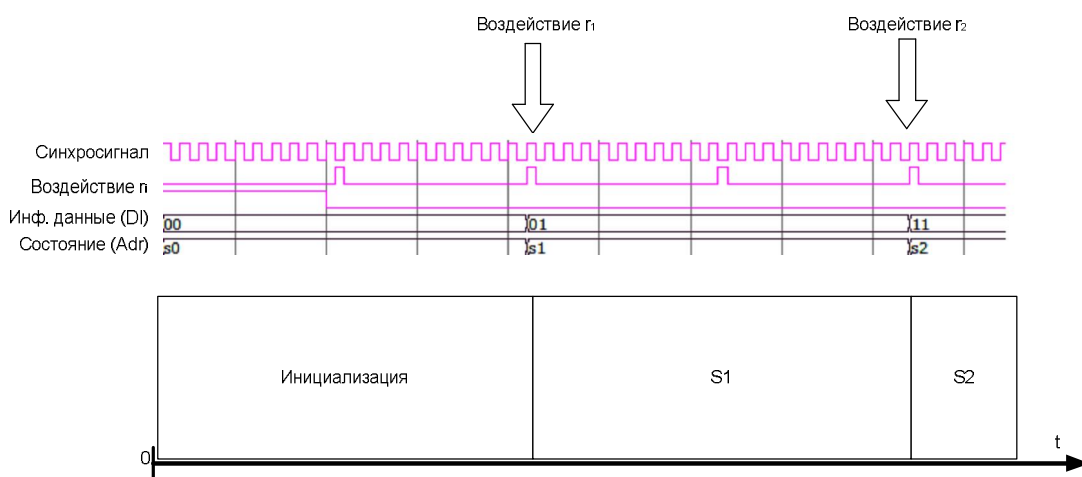 Воздействие r1
Воздействие r2
Синхросигнал
Воздействие r
Инф. данные (DI)
00
01
11
Состояние (Adr)
s0
s1
s2
Инициализация
S1
S2
0
t